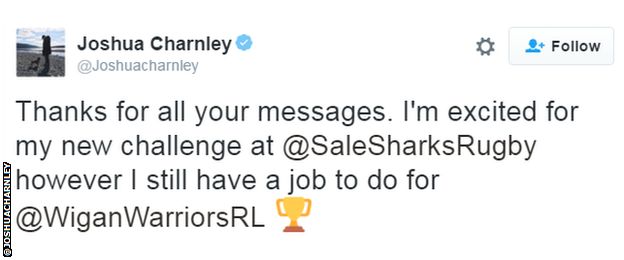 Joshua Charnley
@Joshuacharnley
Follow
Thanks for all your messages. I'm excited for
my new challenge at @SaleSharksRugby
however I still have a job to do for
@WiganWarriorsRL 🏆
@JOSHUACHARNLEY